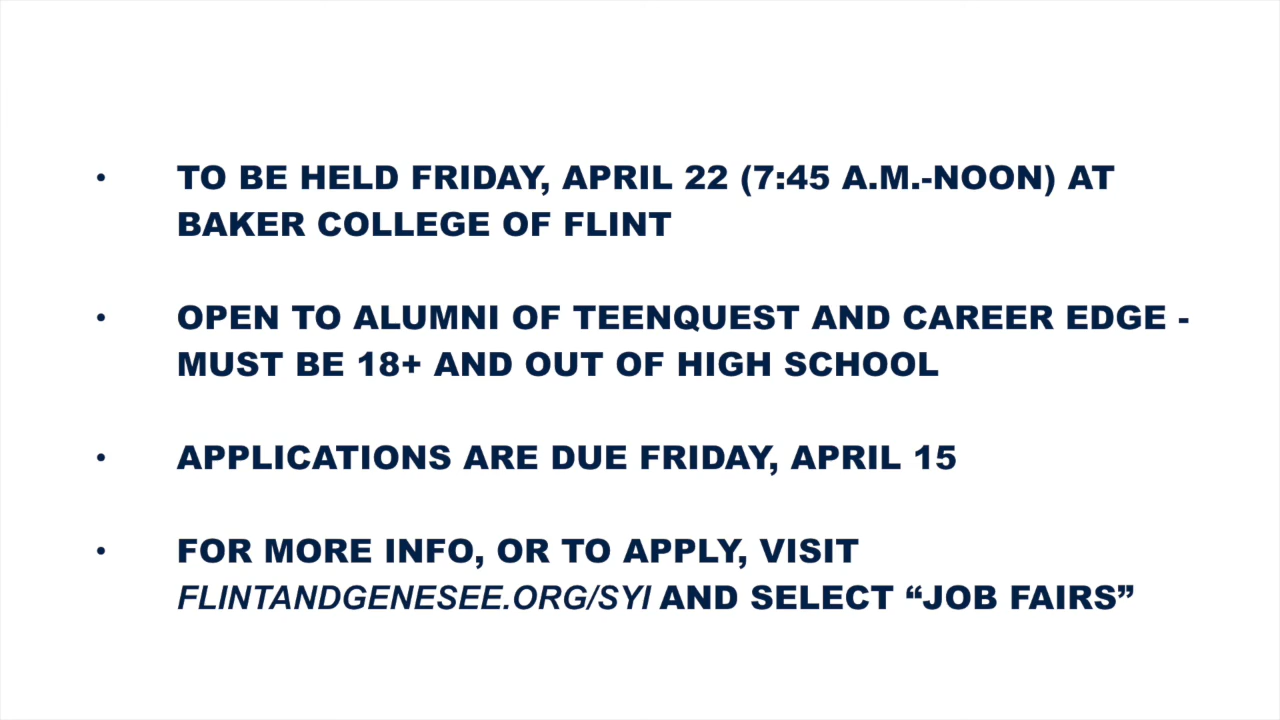 • TO BE HELD FRIDAY, APRIL 22 (7:45 A.M.-NOON) AT
BAKER COLLEGE OF FLINT
• OPEN TO ALUMNI OF TEENQUEST AND CAREER EDGE -
MUST BE 18+ AND OUT OF HIGH SCHOOL
• APPLICATIONS ARE DUE FRIDAY, APRIL 15
• FOR MORE INFO, OR TO APPLY, VISIT
FLINTANDGENESEE.ORG/SYI AND SELECT “JOB FAIRS”